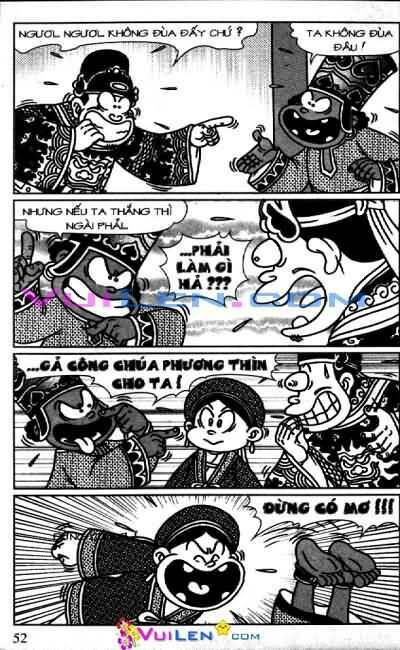 NGƯƠI, NGƯƠI KHÔNG ĐÙA ĐẤY CHỨ ?
TA KHÔNG ĐÙA
ĐÂU !
NHƯNG NẾU TA THẮNG THÌ
NGÀI PHẢI
...PHẢI
LÀM GÌ
HẢ ???
VUILEN.COM
...GẢ CÔNG CHÚA PHƯƠNG THÌN
CHO TA !
ĐỪNG CÓ MƠ !!!
52
VUILEN.COM